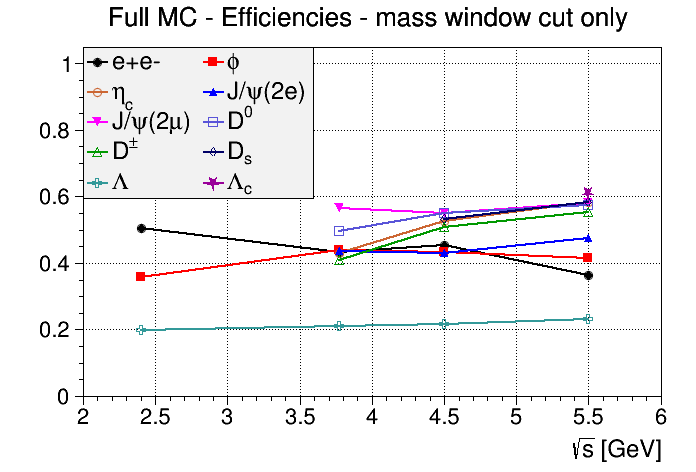 Full MC - Efficiencies - mass window cut only
1
0.8
0.6
0.4
0.2
0
e+e- ϕ
η_c J/ψ(2e)
J/ψ(2μ) D⁰
D^± D_s
Λ Λ_c
2 2.5 3 3.5 4 4.5 5 5.5 6
√s [GeV]